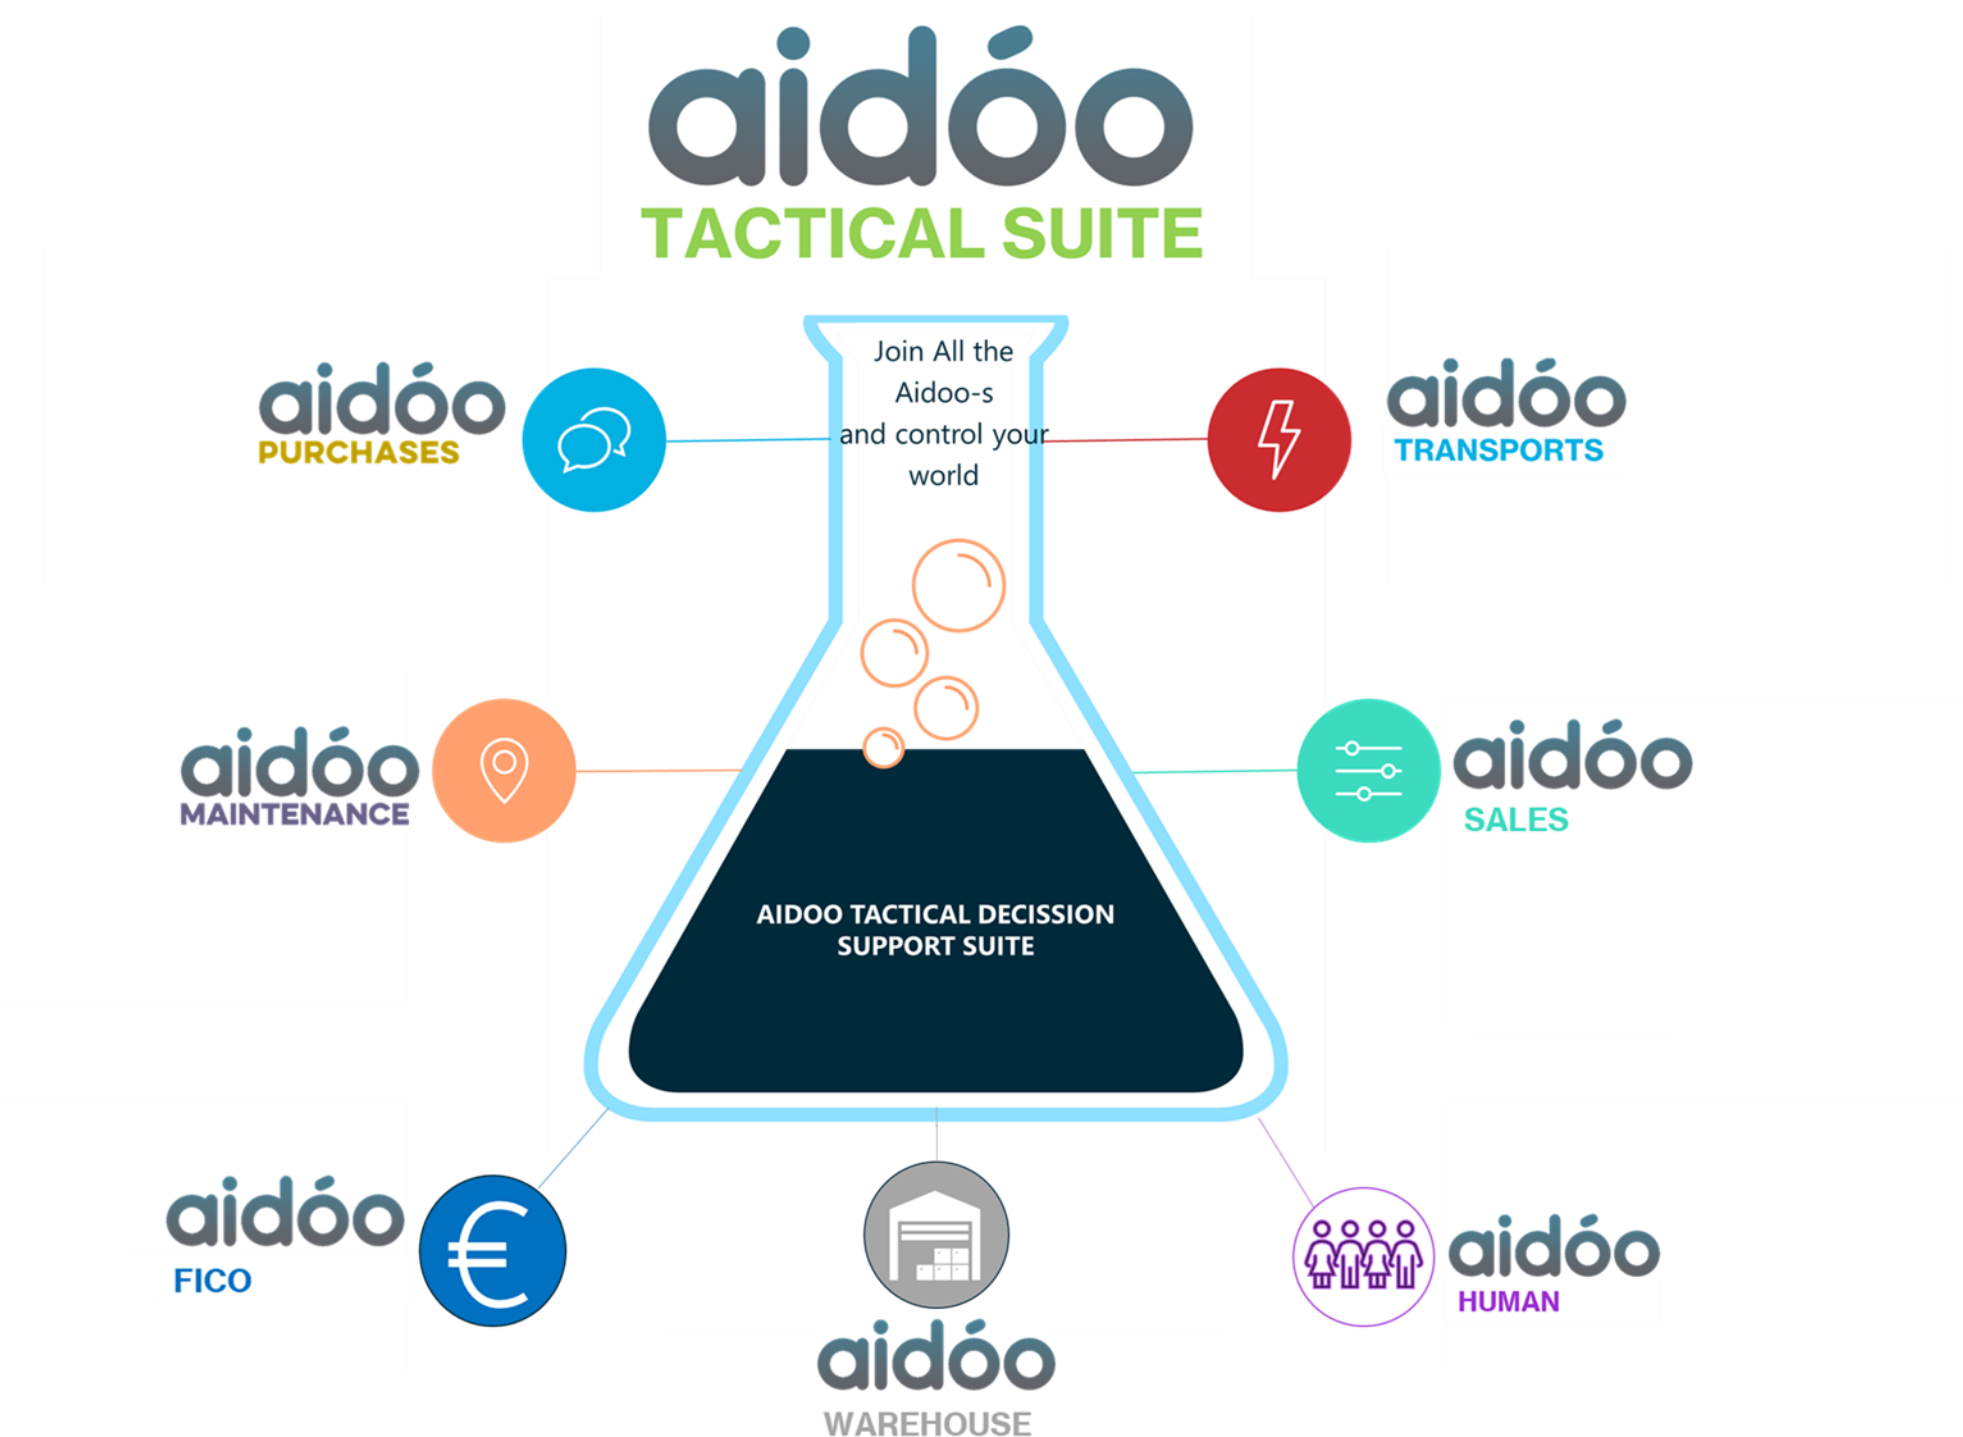 aidóo
TACTICAL SUITE
Join All the
Aidoo-s
and control your
world
aidóo
PURCHASES
aidóo
TRANSPORTS
aidóo
MAINTENANCE
aidóo
SALES
AIDOO TACTICAL DECISSION
SUPPORT SUITE
aidóo
FICO
€
aidóo
HUMAN
aidóo
WAREHOUSE